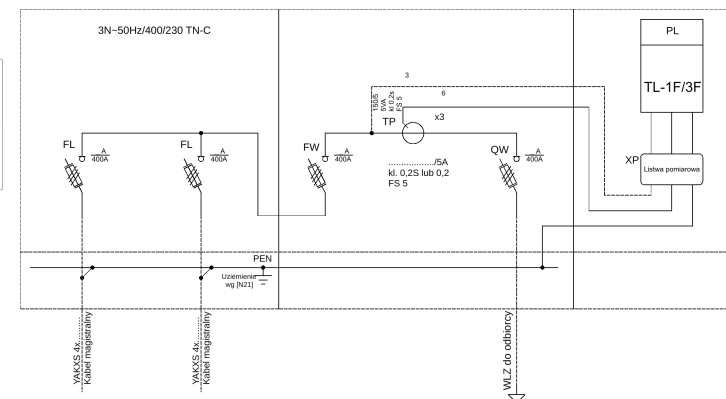 3N~50Hz/400/230 TN-C
PL
TL-1F/3F
3
6
150/5
5VA
kl 0,2s
FS 5
TP
x3
FL
A
400A
FL
A
400A
FW
A
400A
QW
A
400A
............/5A
kl. 0,2S lub 0,2
FS 5
XP
Listwa pomiarowa
PEN
Uziemienie
wg [N21]
YAKXS 4x..........
Kabel magistralny
YAKXS 4x..........
Kabel magistralny
WLZ do odbiorcy